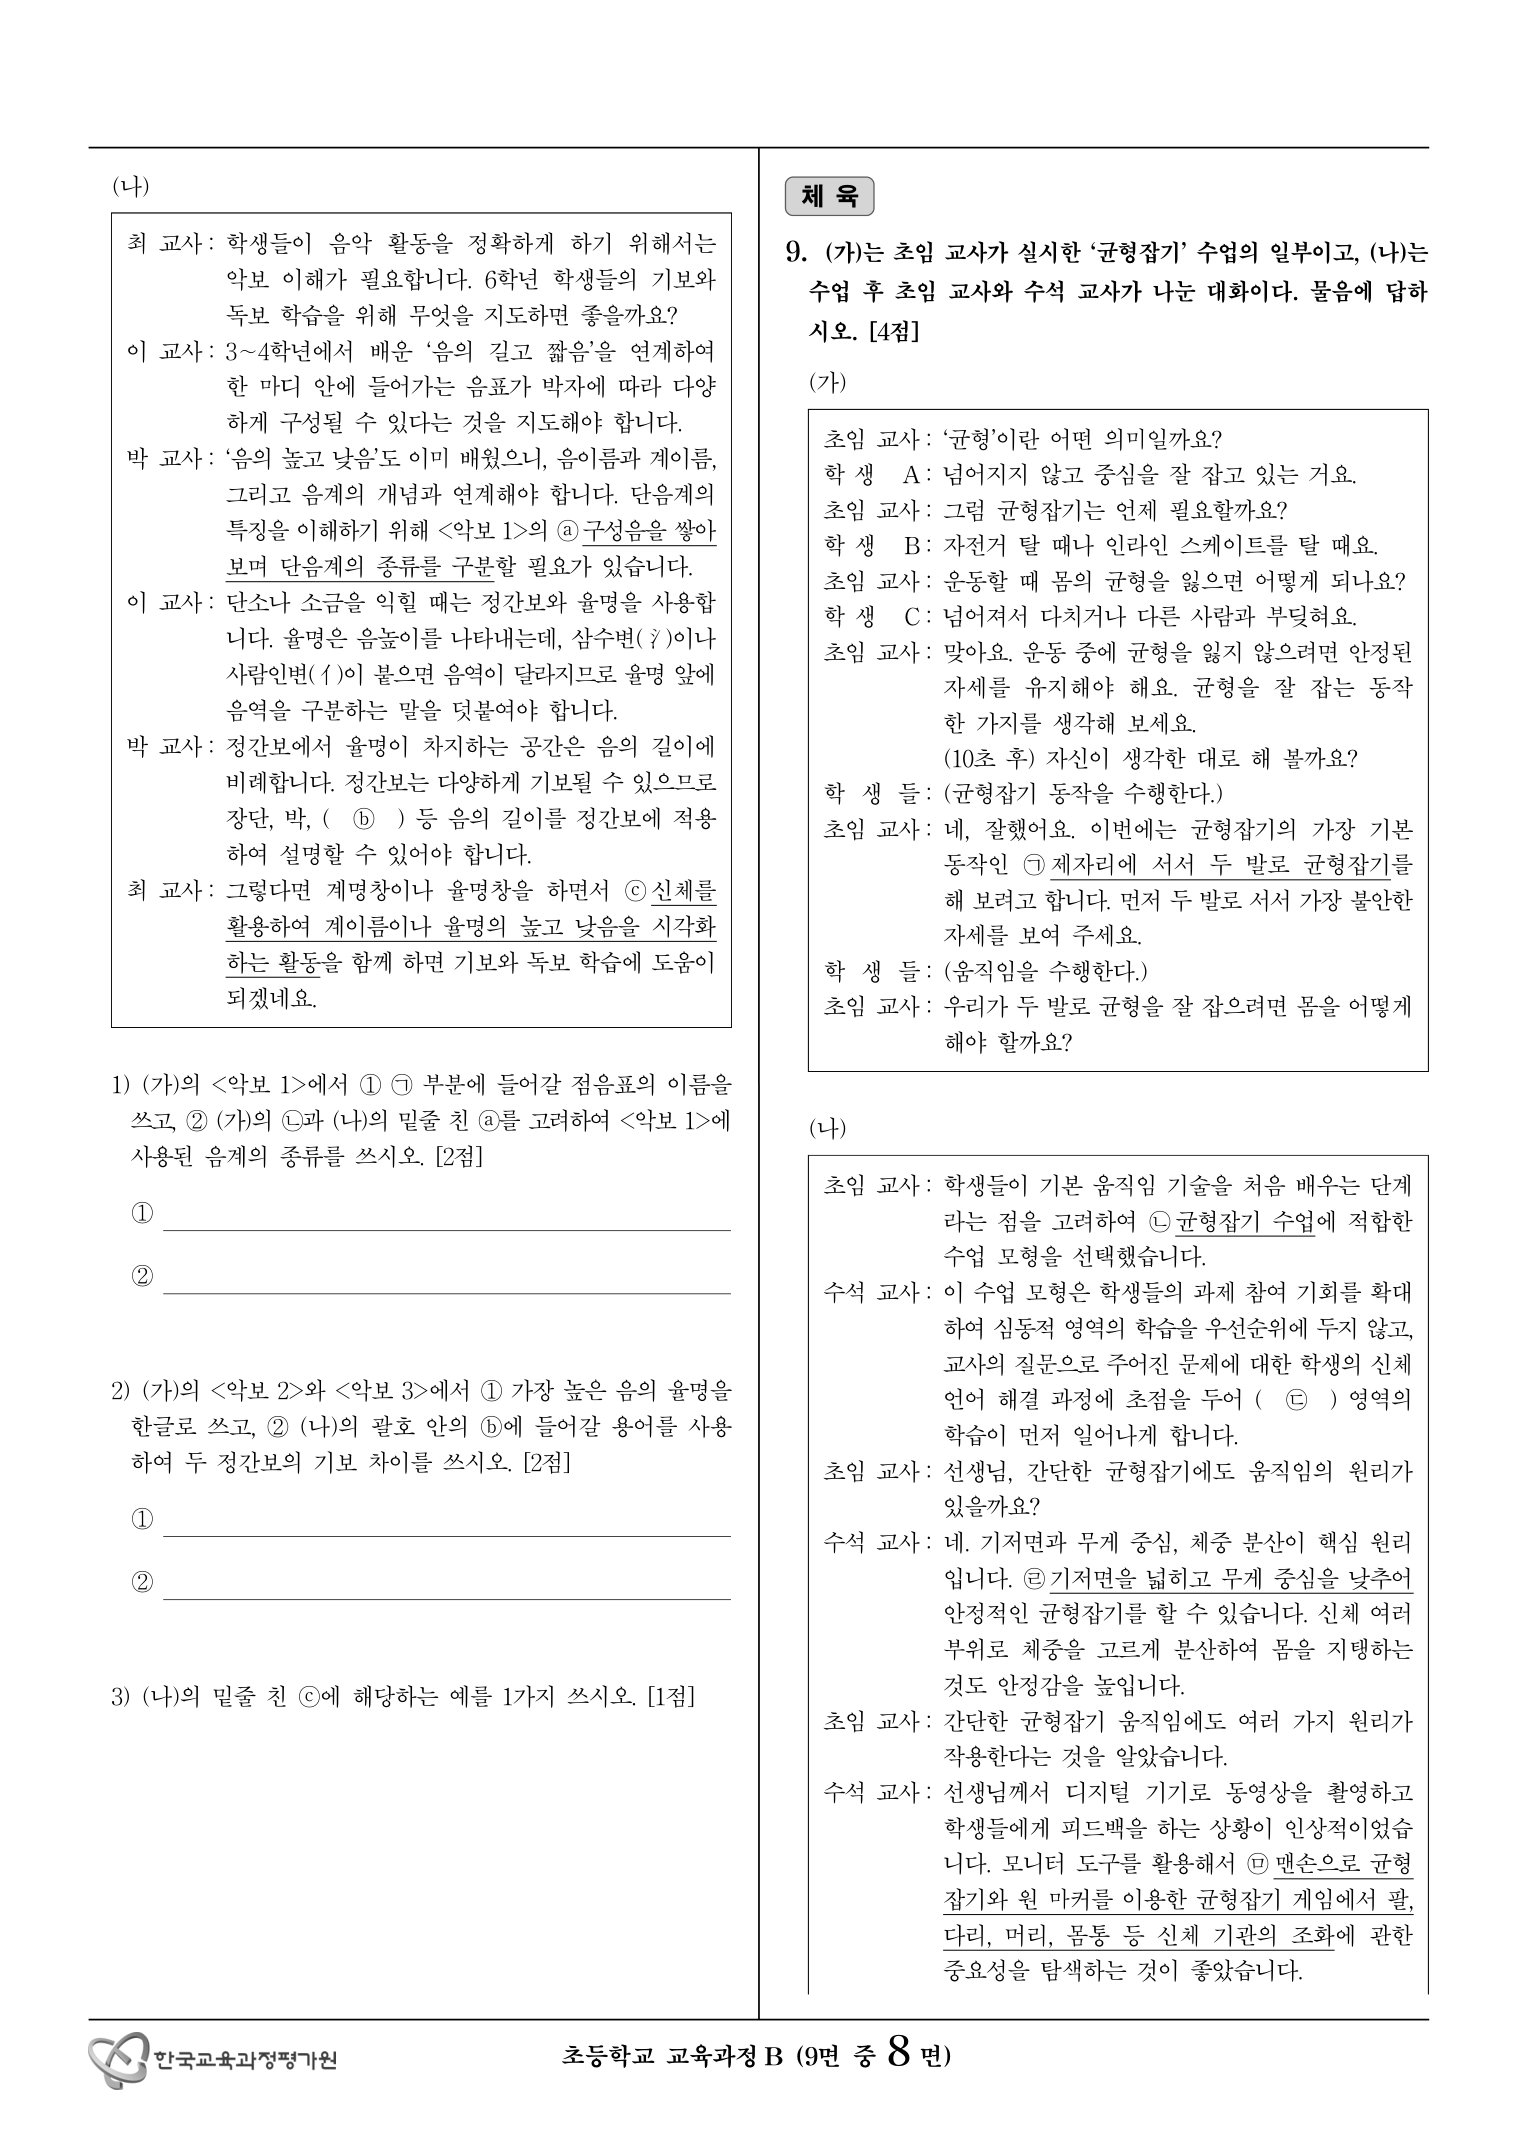 (나)
최 교사 : 학생들이 음악 활동을 정확하게 하기 위해서는
악보 이해가 필요합니다. 6학년 학생들의 기보와
독보 학습을 위해 무엇을 지도하면 좋을까요?
이 교사 : 3~4학년에서 배운 ‘음의 길고 짧음’을 연계하여
한 마디 안에 들어가는 음표가 박자에 따라 다양
하게 구성될 수 있다는 것을 지도해야 합니다.
박 교사 : ‘음의 높고 낮음’도 이미 배웠으니, 음이름과 계이름,
그리고 음계의 개념과 연계해야 합니다. 단음계의
특징을 이해하기 위해 <악보 1>의 ⓐ구성음을 쌓아
보며 단음계의 종류를 구분할 필요가 있습니다.
이 교사 : 단소나 소금을 익힐 때는 정간보와 율명을 사용합
니다. 율명은 음높이를 나타내는데, 삼수변(氵)이나
사람인변(亻)이 붙으면 음역이 달라지므로 율명 앞에
음역을 구분하는 말을 덧붙여야 합니다.
박 교사 : 정간보에서 율명이 차지하는 공간은 음의 길이에
비례합니다. 정간보는 다양하게 기보될 수 있으므로
장단, 박, ( ⓑ ) 등 음의 길이를 정간보에 적용
하여 설명할 수 있어야 합니다.
최 교사 : 그렇다면 계명창이나 율명창을 하면서 ⓒ신체를
활용하여 계이름이나 율명의 높고 낮음을 시각화
하는 활동을 함께 하면 기보와 독보 학습에 도움이
되겠네요.
1) (가)의 <악보 1>에서 ① ㉠ 부분에 들어갈 점음표의 이름을
쓰고, ② (가)의 ㉡과 (나)의 밑줄 친 ⓐ를 고려하여 <악보 1>에
사용된 음계의 종류를 쓰시오. [2점]
①
②
2) (가)의 <악보 2>와 <악보 3>에서 ① 가장 높은 음의 율명을
한글로 쓰고, ② (나)의 괄호 안의 ⓑ에 들어갈 용어를 사용
하여 두 정간보의 기보 차이를 쓰시오. [2점]
①
②
3) (나)의 밑줄 친 ⓒ에 해당하는 예를 1가지 쓰시오. [1점]
체 육
9. (가)는 초임 교사가 실시한 ‘균형잡기’ 수업의 일부이고, (나)는
수업 후 초임 교사와 수석 교사가 나눈 대화이다. 물음에 답하
시오. [4점]
(가)
초임 교사 : ‘균형’이란 어떤 의미일까요?
학 생 A : 넘어지지 않고 중심을 잘 잡고 있는 거요.
초임 교사 : 그럼 균형잡기는 언제 필요할까요?
학 생 B : 자전거 탈 때나 인라인 스케이트를 탈 때요.
초임 교사 : 운동할 때 몸의 균형을 잃으면 어떻게 되나요?
학 생 C : 넘어져서 다치거나 다른 사람과 부딪혀요.
초임 교사 : 맞아요. 운동 중에 균형을 잃지 않으려면 안정된
자세를 유지해야 해요. 균형을 잘 잡는 동작
한 가지를 생각해 보세요.
(10초 후) 자신이 생각한 대로 해 볼까요?
학 생 들 : (균형잡기 동작을 수행한다.)
초임 교사 : 네, 잘했어요. 이번에는 균형잡기의 가장 기본
동작인 ㉠제자리에 서서 두 발로 균형잡기를
해 보려고 합니다. 먼저 두 발로 서서 가장 불안한
자세를 보여 주세요.
학 생 들 : (움직임을 수행한다.)
초임 교사 : 우리가 두 발로 균형을 잘 잡으려면 몸을 어떻게
해야 할까요?
(나)
초임 교사 : 학생들이 기본 움직임 기술을 처음 배우는 단계
라는 점을 고려하여 ㉡균형잡기 수업에 적합한
수업 모형을 선택했습니다.
수석 교사 : 이 수업 모형은 학생들의 과제 참여 기회를 확대
하여 심동적 영역의 학습을 우선순위에 두지 않고,
교사의 질문으로 주어진 문제에 대한 학생의 신체
언어 해결 과정에 초점을 두어 ( ㉢ ) 영역의
학습이 먼저 일어나게 합니다.
초임 교사 : 선생님, 간단한 균형잡기에도 움직임의 원리가
있을까요?
수석 교사 : 네. 기저면과 무게 중심, 체중 분산이 핵심 원리
입니다. ㉣기저면을 넓히고 무게 중심을 낮추어
안정적인 균형잡기를 할 수 있습니다. 신체 여러
부위로 체중을 고르게 분산하여 몸을 지탱하는
것도 안정감을 높입니다.
초임 교사 : 간단한 균형잡기 움직임에도 여러 가지 원리가
작용한다는 것을 알았습니다.
수석 교사 : 선생님께서 디지털 기기로 동영상을 촬영하고
학생들에게 피드백을 하는 상황이 인상적이었습
니다. 모니터 도구를 활용해서 ㉤맨손으로 균형
잡기와 원 마커를 이용한 균형잡기 게임에서 팔,
다리, 머리, 몸통 등 신체 기관의 조화에 관한
중요성을 탐색하는 것이 좋았습니다.
한국교육과정평가원
초등학교 교육과정 B (9면 중 8 면)